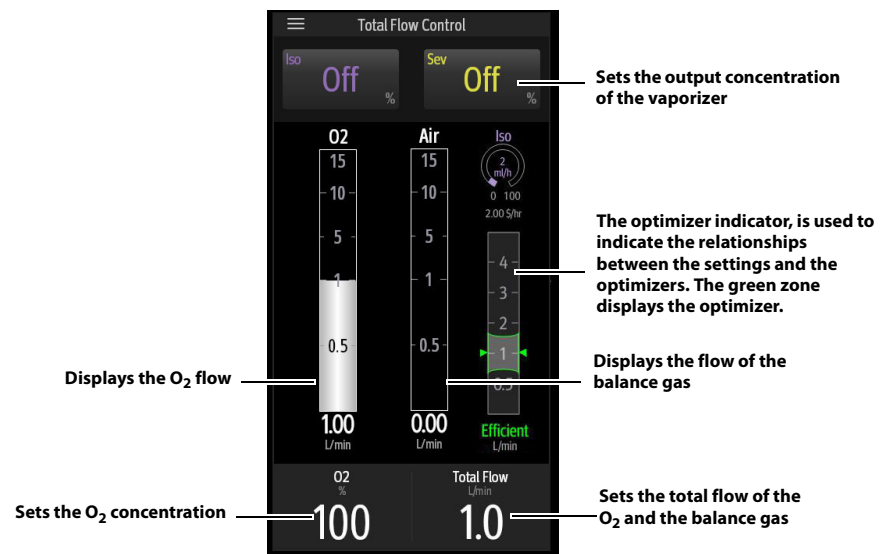 Total Flow Control
Iso
Off
%
Sev
Off
%
Sets the output concentration
of the vaporizer
O2
15
10
5
1
0.5
1.00
L/min
Air
15
10
5
1
0.5
0.00
L/min
Iso
2
ml/h
0 100
2.00 $/hr
4
3
2
1
0.5
Efficient
L/min
The optimizer indicator, is used to
indicate the relationships
between the settings and the
optimizers. The green zone
displays the optimizer.
Displays the O2 flow
Displays the flow of the
balance gas
O2
%
100
Total Flow
L/min
1.0
Sets the O2 concentration
Sets the total flow of the
O2 and the balance gas